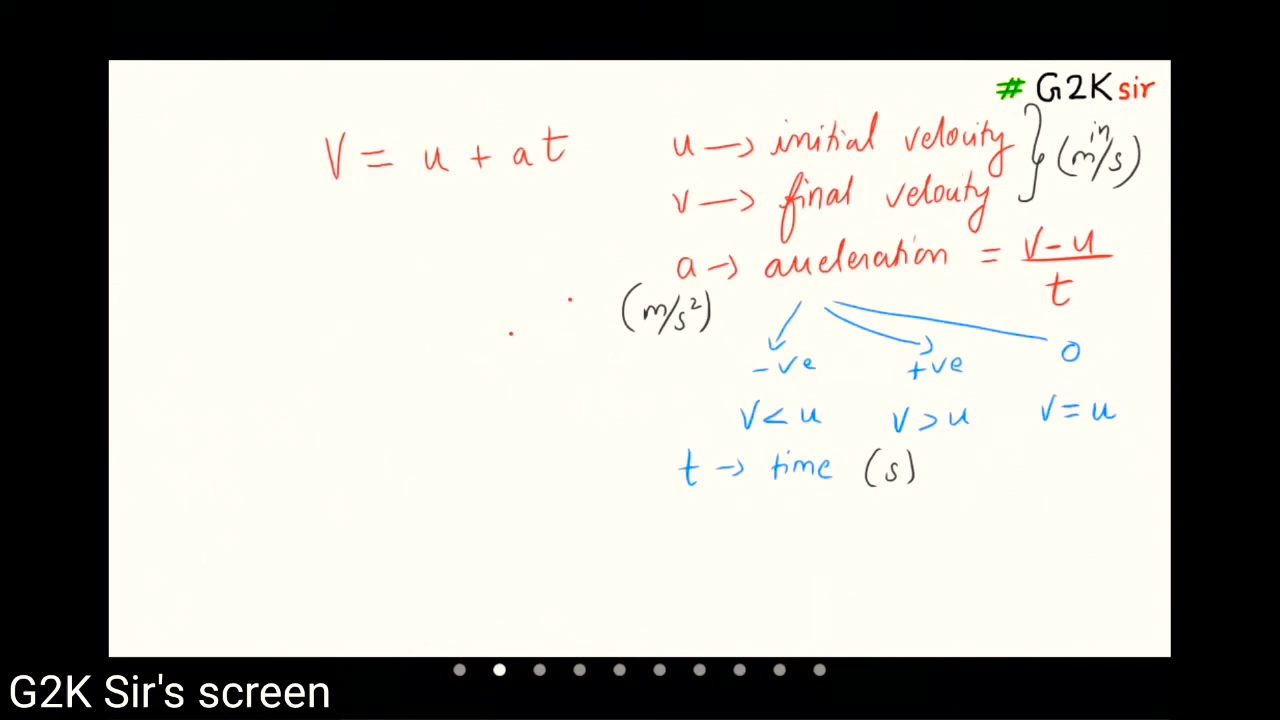 # G2K sir
V = u + at
u → initial velocity } (in m/s)
v → final velocity
a → acceleration = v-u/t
(m/s²)
-ve +ve 0
v < u v > u v = u
t → time (s)
G2K Sir's screen